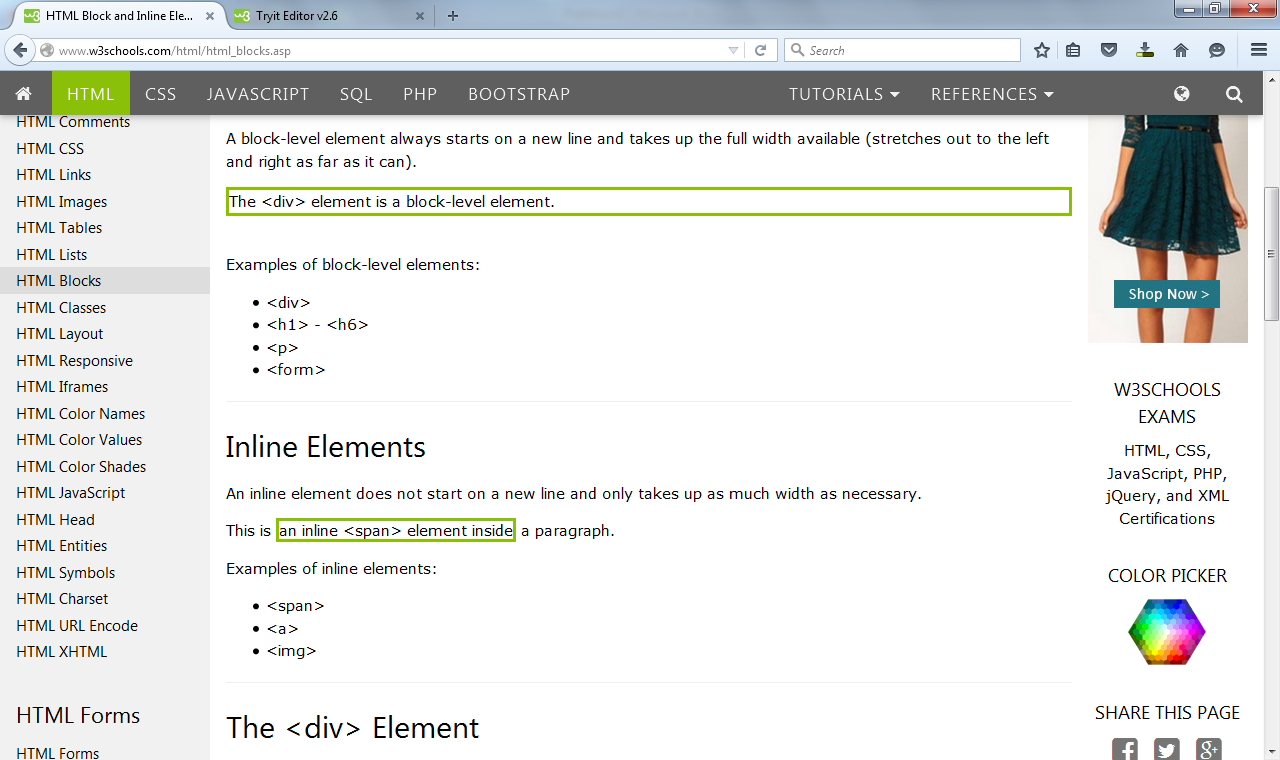 HTML Block and Inline Ele...
Tryit Editor v2.6
www.w3schools.com/html/html_blocks.asp
Search
HTML
CSS
JAVASCRIPT
SQL
PHP
BOOTSTRAP
TUTORIALS
REFERENCES
HTML Comments
HTML CSS
HTML Links
HTML Images
HTML Tables
HTML Lists
HTML Blocks
HTML Classes
HTML Layout
HTML Responsive
HTML Iframes
HTML Color Names
HTML Color Values
HTML Color Shades
HTML JavaScript
HTML Head
HTML Entities
HTML Symbols
HTML Charset
HTML URL Encode
HTML XHTML
HTML Forms
HTML Forms
A block-level element always starts on a new line and takes up the full width available (stretches out to the left
and right as far as it can).
The <div> element is a block-level element.
Examples of block-level elements:
• <div>
• <h1> - <h6>
• <p>
• <form>
Inline Elements
An inline element does not start on a new line and only takes up as much width as necessary.
This is an inline <span> element inside a paragraph.
Examples of inline elements:
• <span>
• <a>
• <img>
The <div> Element
Shop Now >
W3SCHOOLS
EXAMS
HTML, CSS,
JavaScript, PHP,
jQuery, and XML
Certifications
COLOR PICKER
SHARE THIS PAGE